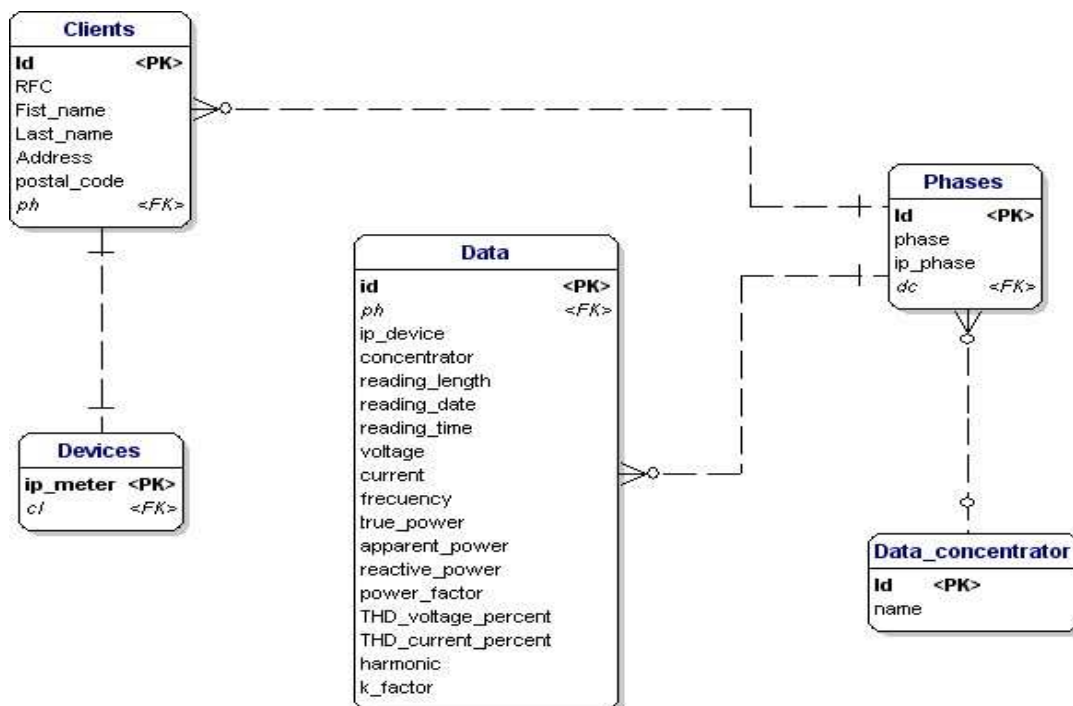 Clients
Id <PK>
RFC
Fist_name
Last_name
Address
postal_code
ph <FK>
Phases
Id <PK>
phase
ip_phase
dc <FK>
Data
id <PK>
ph <FK>
ip_device
concentrator
reading_length
reading_date
reading_time
voltage
current
frecuency
true_power
apparent_power
reactive_power
power_factor
THD_voltage_percent
THD_current_percent
harmonic
k_factor
Devices
ip_meter <PK>
cl <FK>
Data_concentrator
Id <PK>
name